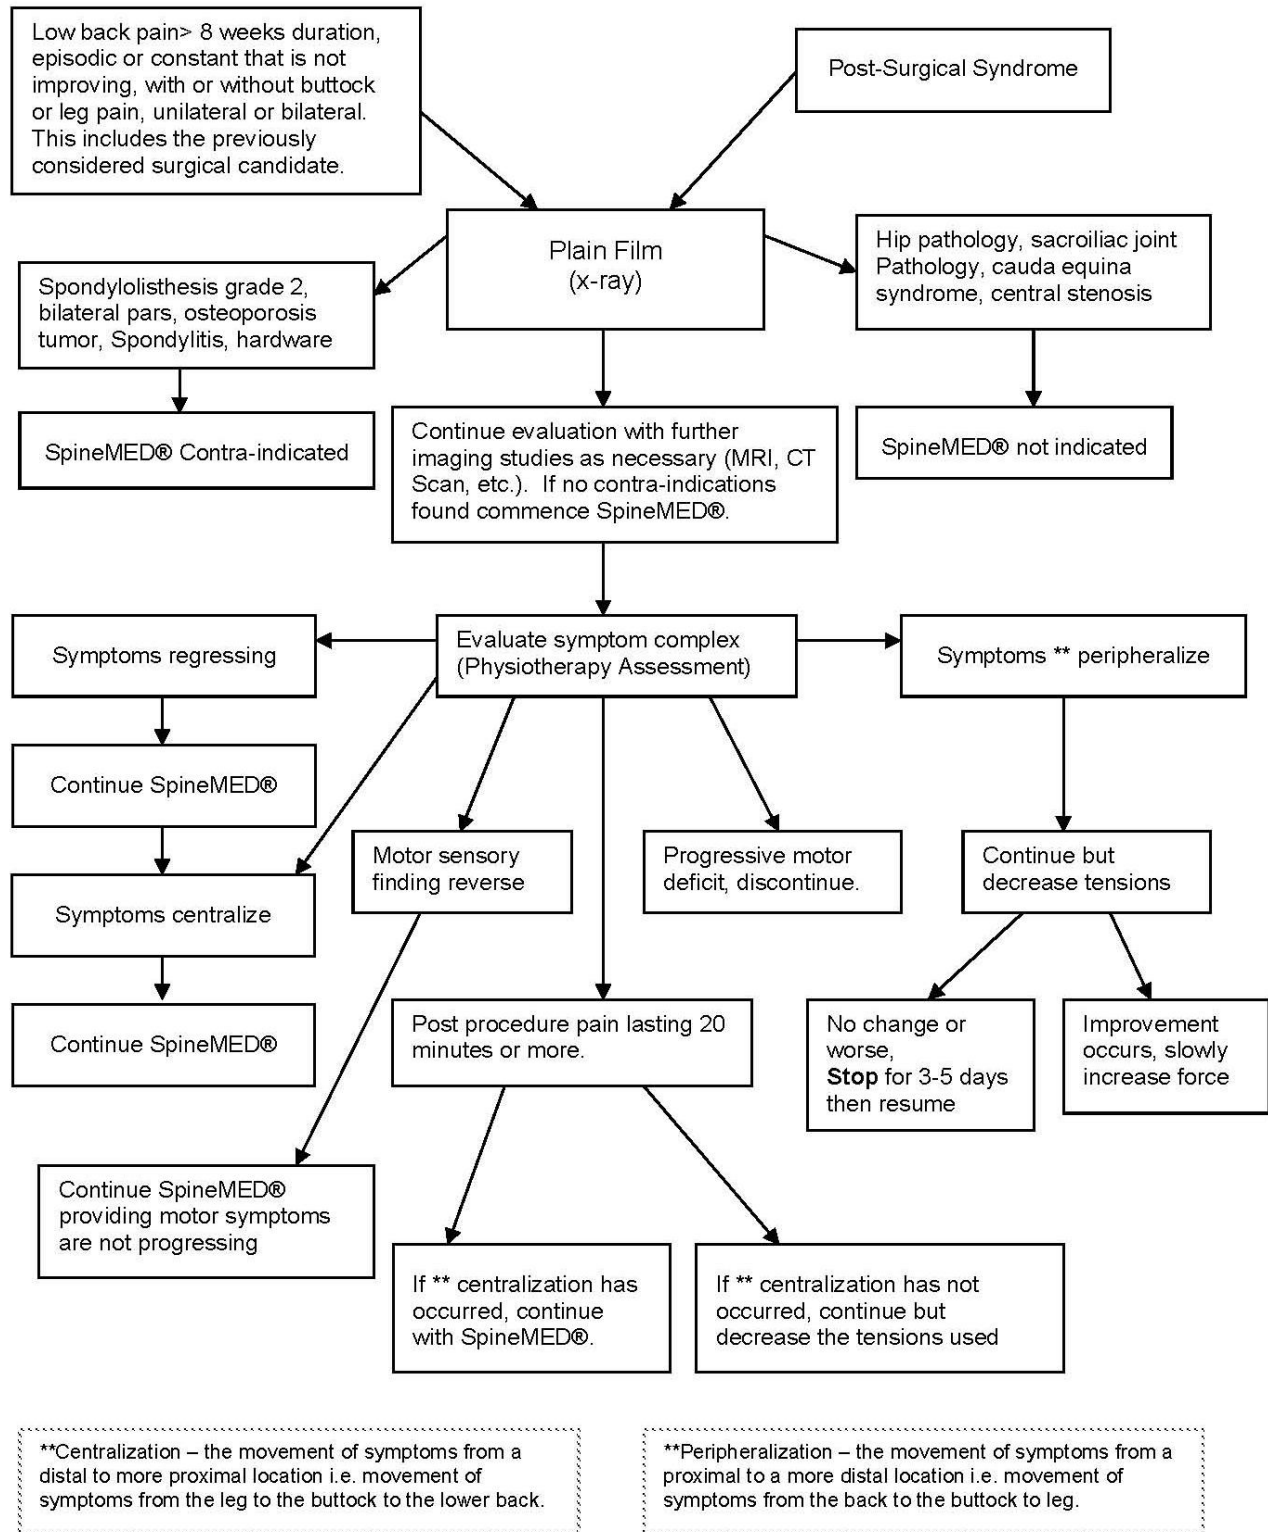 Low back pain> 8 weeks duration,
episodic or constant that is not
improving, with or without buttock
or leg pain, unilateral or bilateral.
This includes the previously
considered surgical candidate.
Post-Surgical Syndrome
Plain Film
(x-ray)
Hip pathology, sacroiliac joint
Pathology, cauda equina
syndrome, central stenosis
Spondylolisthesis grade 2,
bilateral pars, osteoporosis
tumor, Spondylitis, hardware
SpineMED® Contra-indicated
Continue evaluation with further
imaging studies as necessary (MRI, CT
Scan, etc.).  If no contra-indications
found commence SpineMED®.
SpineMED® not indicated
Symptoms regressing
Evaluate symptom complex
(Physiotherapy Assessment)
Symptoms ** peripheralize
Continue SpineMED®
Motor sensory
finding reverse
Progressive motor
deficit, discontinue.
Continue but
decrease tensions
Symptoms centralize
Continue SpineMED®
Post procedure pain lasting 20
minutes or more.
No change or
worse,
Stop for 3-5 days
then resume
Improvement
occurs, slowly
increase force
Continue SpineMED®
providing motor symptoms
are not progressing
If ** centralization has
occurred, continue
with SpineMED®.
If ** centralization has not
occurred, continue but
decrease the tensions used
**Centralization – the movement of symptoms from a
distal to more proximal location i.e. movement of
symptoms from the leg to the buttock to the lower back.
**Peripheralization – the movement of symptoms from a
proximal to a more distal location i.e. movement of
symptoms from the back to the buttock to leg.